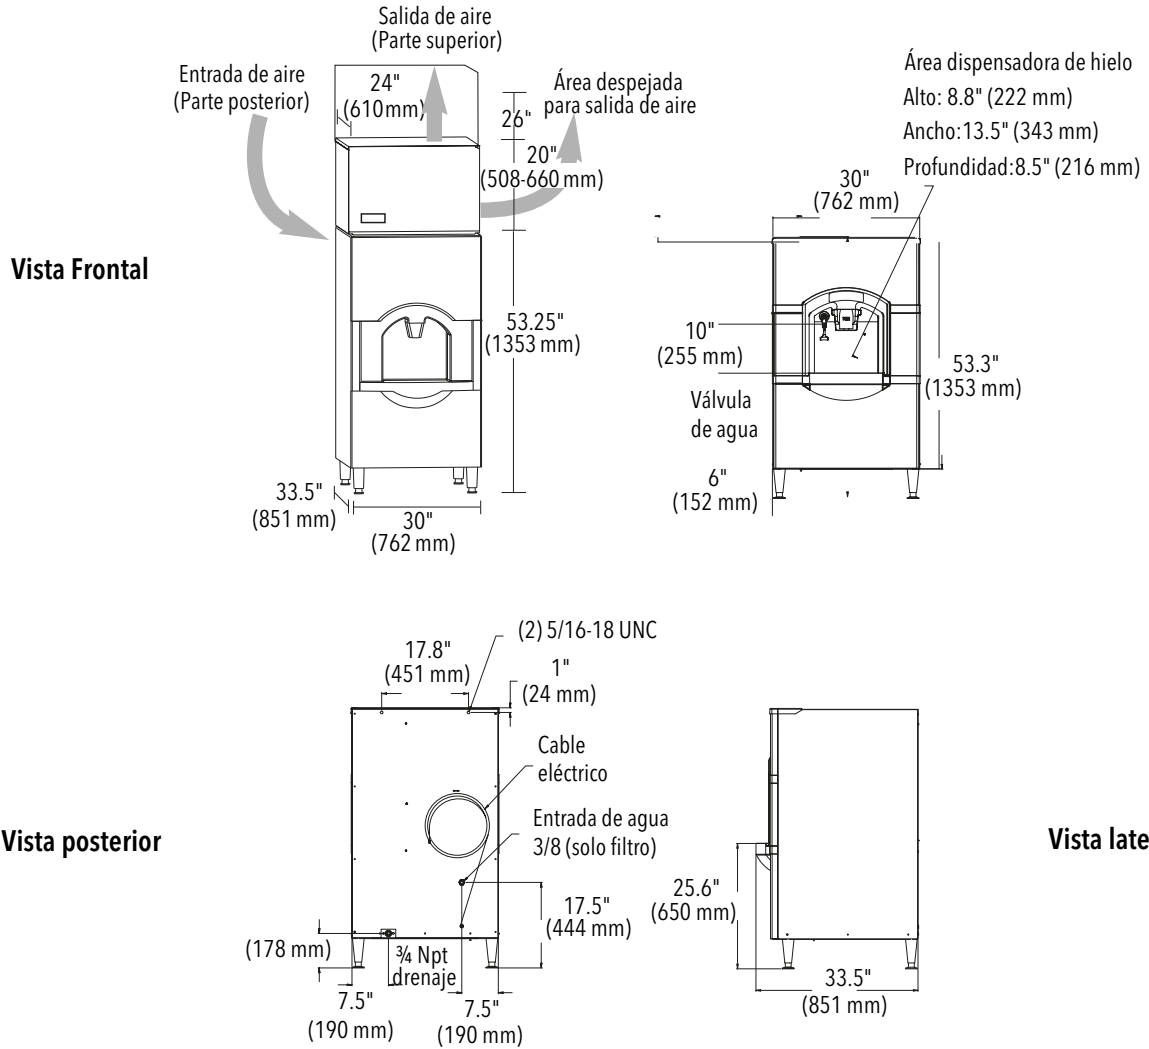 Salida de aire
(Parte superior)
Entrada de aire
(Parte posterior)
24"
(610mm)
Área despejada
para salida de aire
26"
20"
(508-660 mm)
Área dispensadora de hielo
Alto: 8.8" (222 mm)
Ancho:13.5" (343 mm)
Profundidad:8.5" (216 mm)
30"
(762 mm)
Vista Frontal
53.25"
(1353 mm)
10"
(255 mm)
53.3"
(1353 mm)
Válvula
de agua
6"
(152 mm)
33.5"
(851 mm)
30"
(762 mm)
(2) 5/16-18 UNC
17.8"
(451 mm)
1"
(24 mm)
Cable
eléctrico
Entrada de agua
3/8 (solo filtro)
Vista posterior
Vista late
25.6"
(650 mm)
17.5"
(444 mm)
(178 mm)
¾ Npt
drenaje
7.5"
(190 mm)
7.5"
(190 mm)
33.5"
(851 mm)